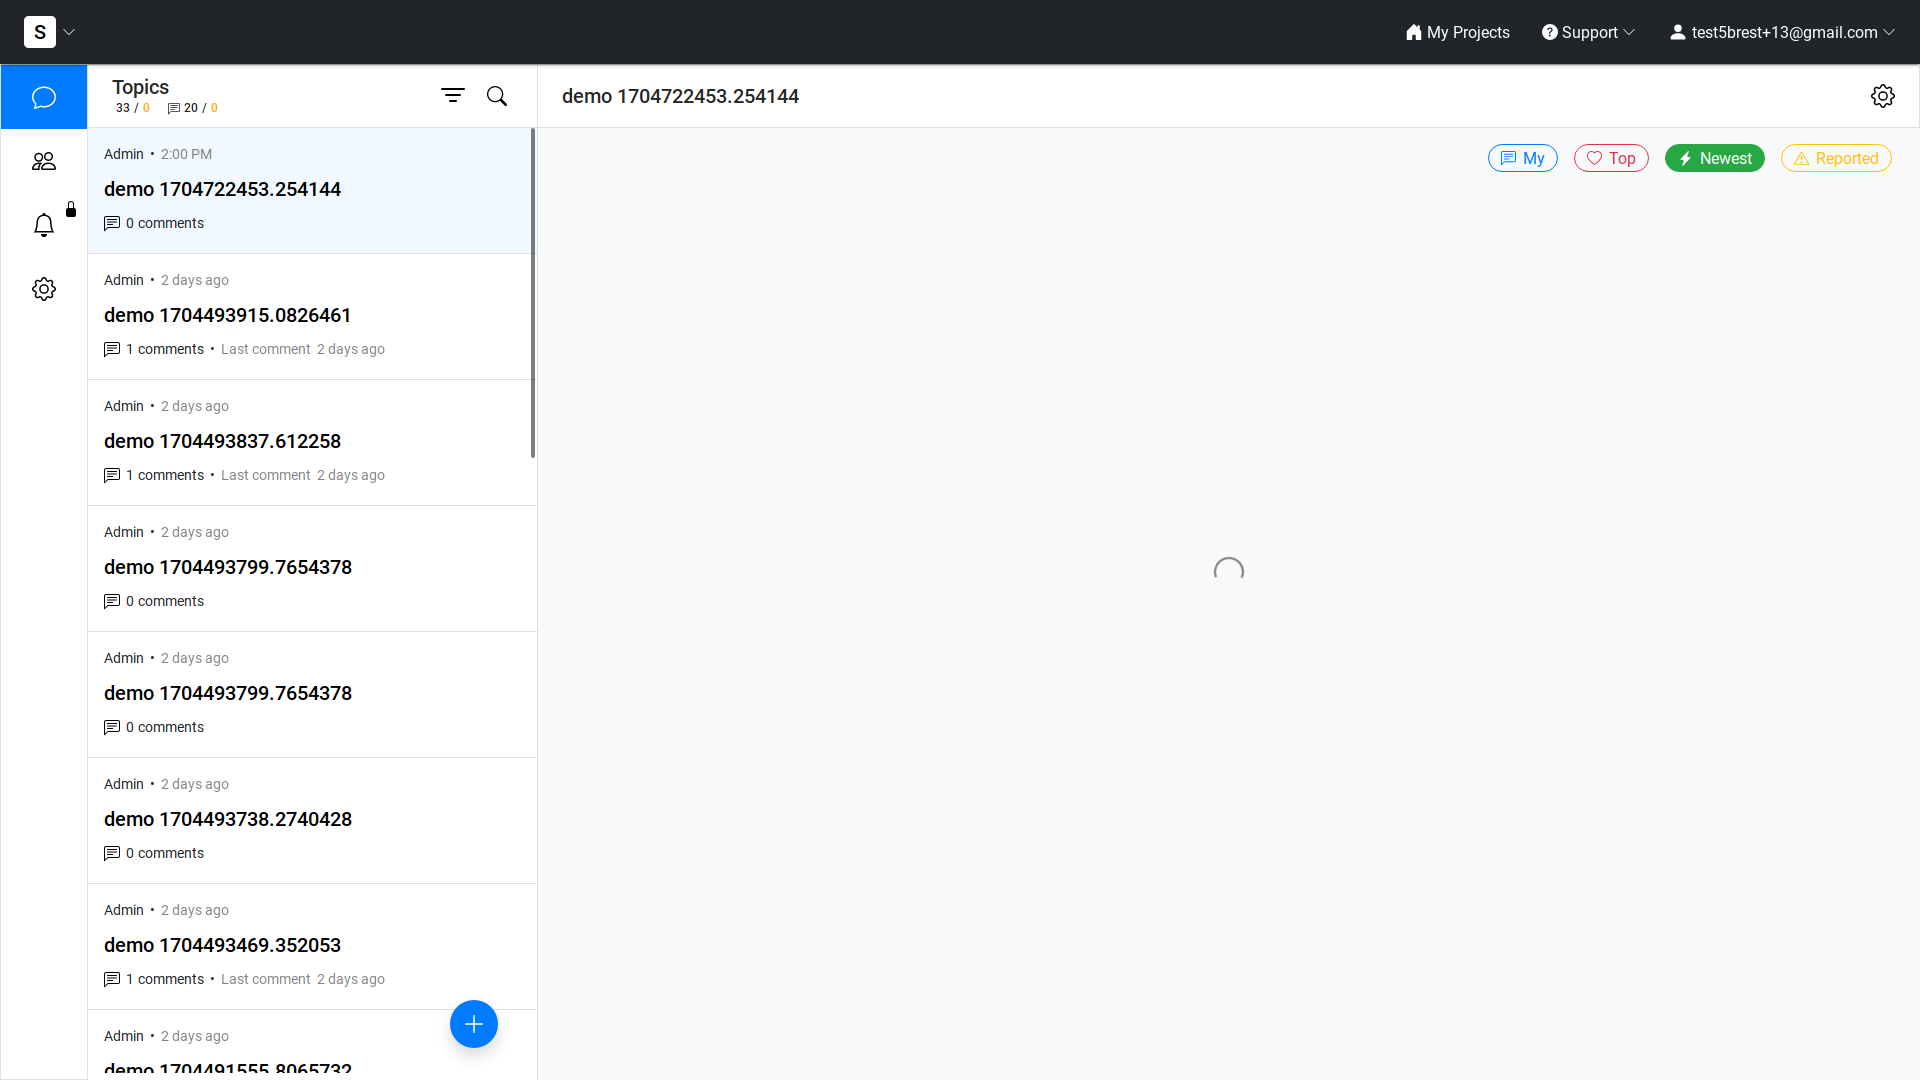 S
My Projects
Support
test5brest+13@gmail.com
Topics
33 / 0 20 / 0
demo 1704722453.254144
My
Top
Newest
Reported
Admin • 2:00 PM
demo 1704722453.254144
0 comments
Admin • 2 days ago
demo 1704493915.0826461
1 comments • Last comment 2 days ago
Admin • 2 days ago
demo 1704493837.612258
1 comments • Last comment 2 days ago
Admin • 2 days ago
demo 1704493799.7654378
0 comments
Admin • 2 days ago
demo 1704493799.7654378
0 comments
Admin • 2 days ago
demo 1704493738.2740428
0 comments
Admin • 2 days ago
demo 1704493469.352053
1 comments • Last comment 2 days ago
Admin • 2 days ago
demo 1704491555.8065732